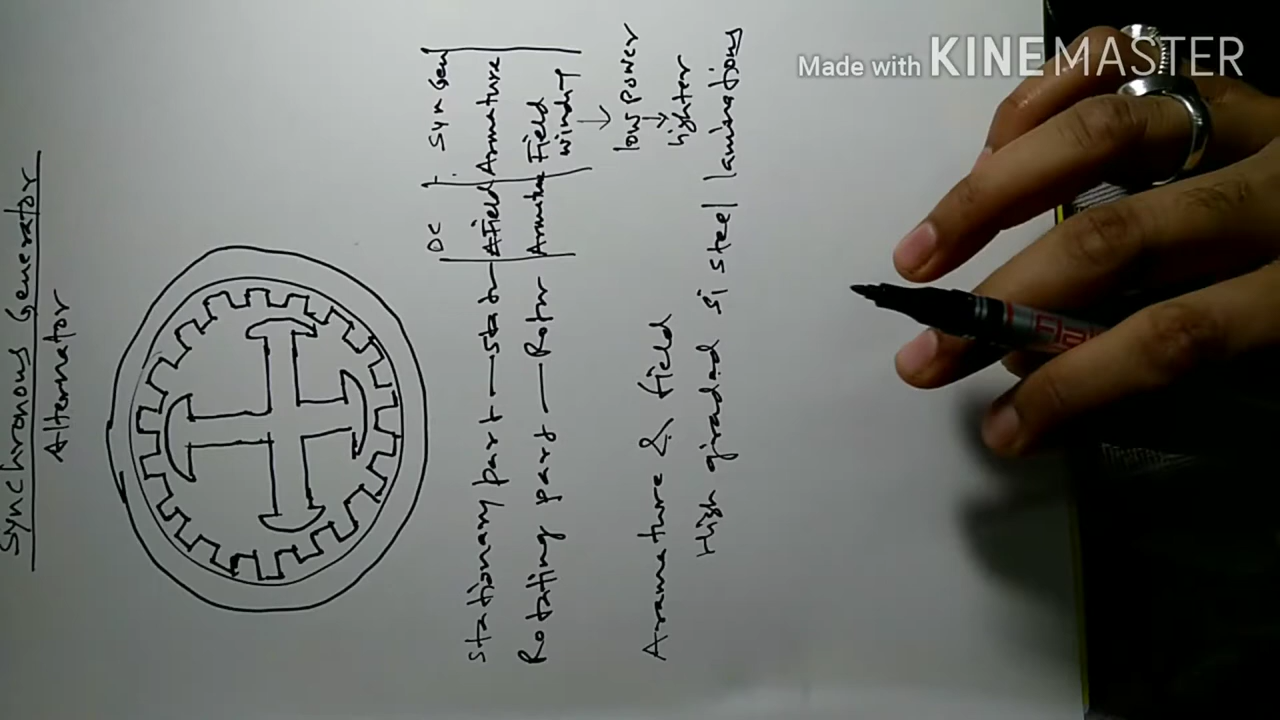 Made with KINEMASTER
Synchronous Generator
Alternator
DC Syn Gen
Stationary part — stator Field Armature
Rotating part — Rotor Armature Field winding
low power
lighter
Armature & field
High graded si steel laminations